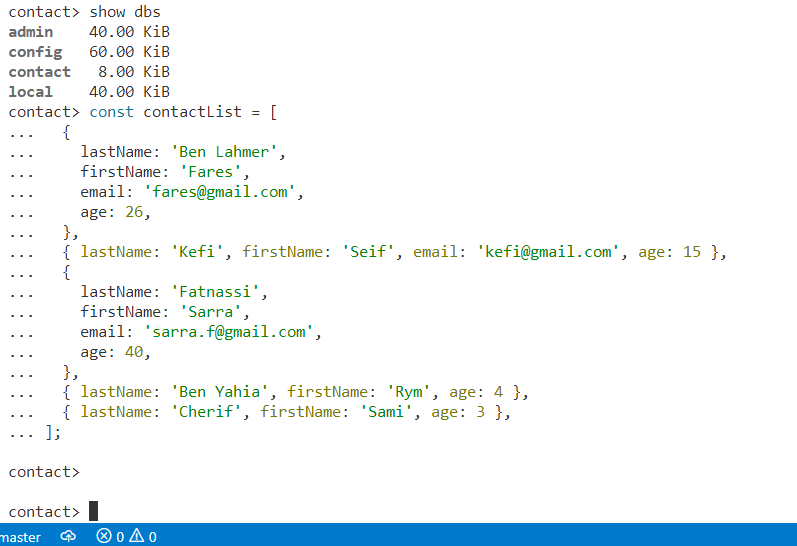 contact> show dbs
admin    40.00 KiB
config   60.00 KiB
contact   8.00 KiB
local    40.00 KiB
contact> const contactList = [
...   {
...     lastName: 'Ben Lahmer',
...     firstName: 'Fares',
...     email: 'fares@gmail.com',
...     age: 26,
...   },
...   { lastName: 'Kefi', firstName: 'Seif', email: 'kefi@gmail.com', age: 15 },
...   {
...     lastName: 'Fatnassi',
...     firstName: 'Sarra',
...     email: 'sarra.f@gmail.com',
...     age: 40,
...   },
...   { lastName: 'Ben Yahia', firstName: 'Rym', age: 4 },
...   { lastName: 'Cherif', firstName: 'Sami', age: 3 },
... ];
contact>
contact>
master 0 0